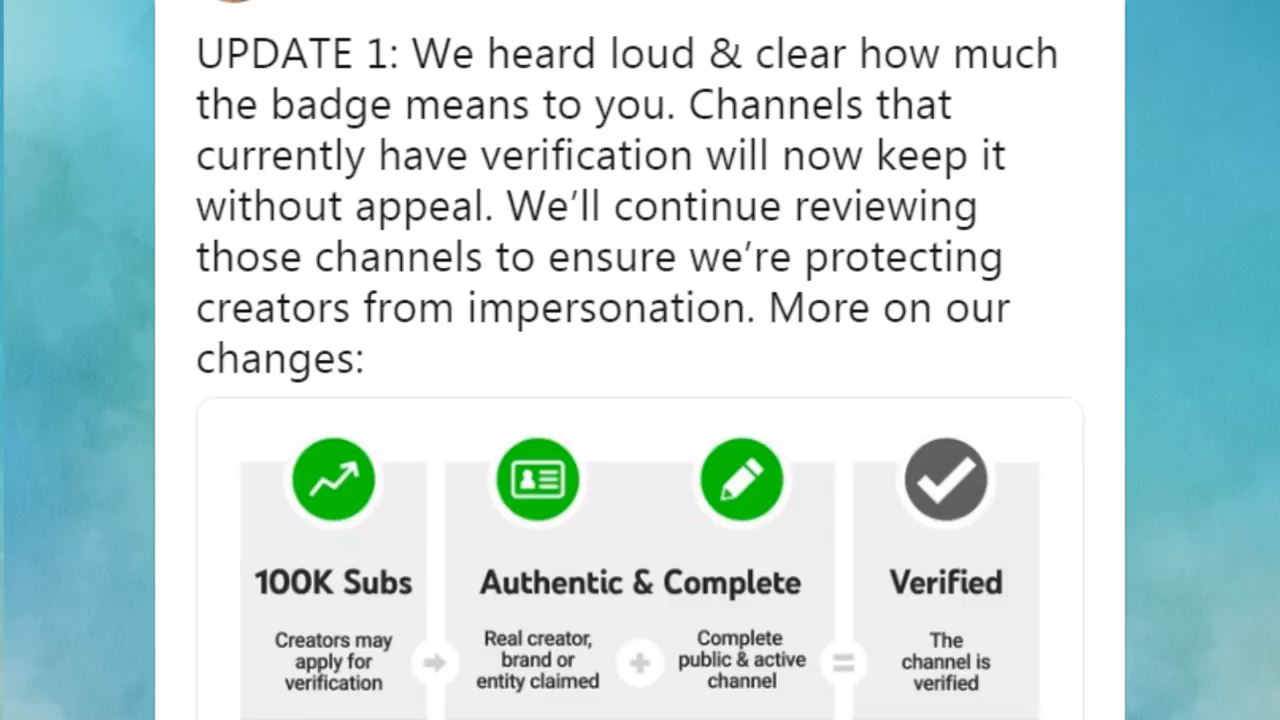 UPDATE 1: We heard loud & clear how much
the badge means to you. Channels that
currently have verification will now keep it
without appeal. We’ll continue reviewing
those channels to ensure we’re protecting
creators from impersonation. More on our
changes:
100K Subs
Creators may
apply for
verification
Authentic & Complete
Real creator,
brand or
entity claimed
Complete
public & active
channel
Verified
The
channel is
verified